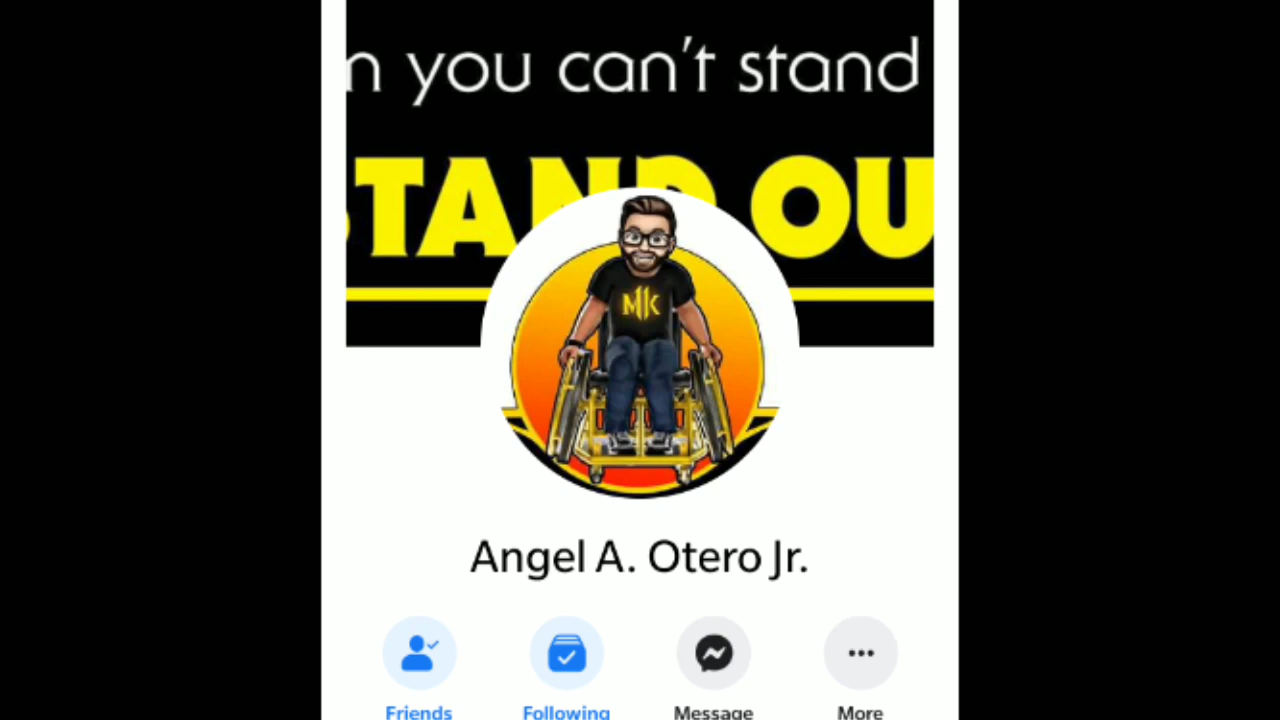 n you can't stand
STAND OU
MK
Angel A. Otero Jr.
Friends
Following
Message
More